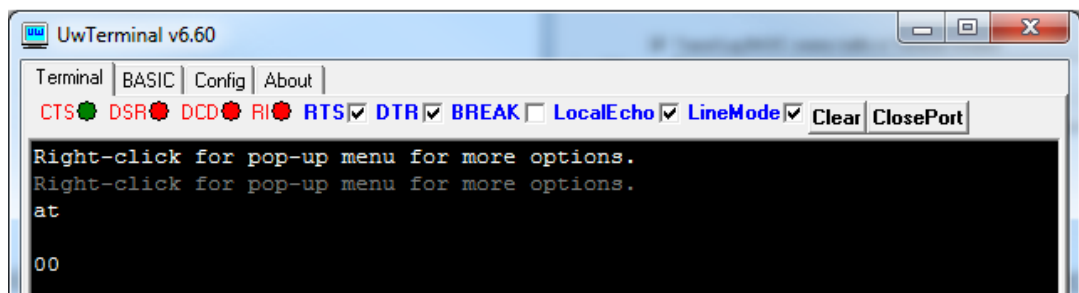 UwTerminal v6.60
Terminal BASIC Config About
CTS DSR DCD RI RTS DTR BREAK LocalEcho LineMode Clear ClosePort
Right-click for pop-up menu for more options.
Right-click for pop-up menu for more options.
at
00